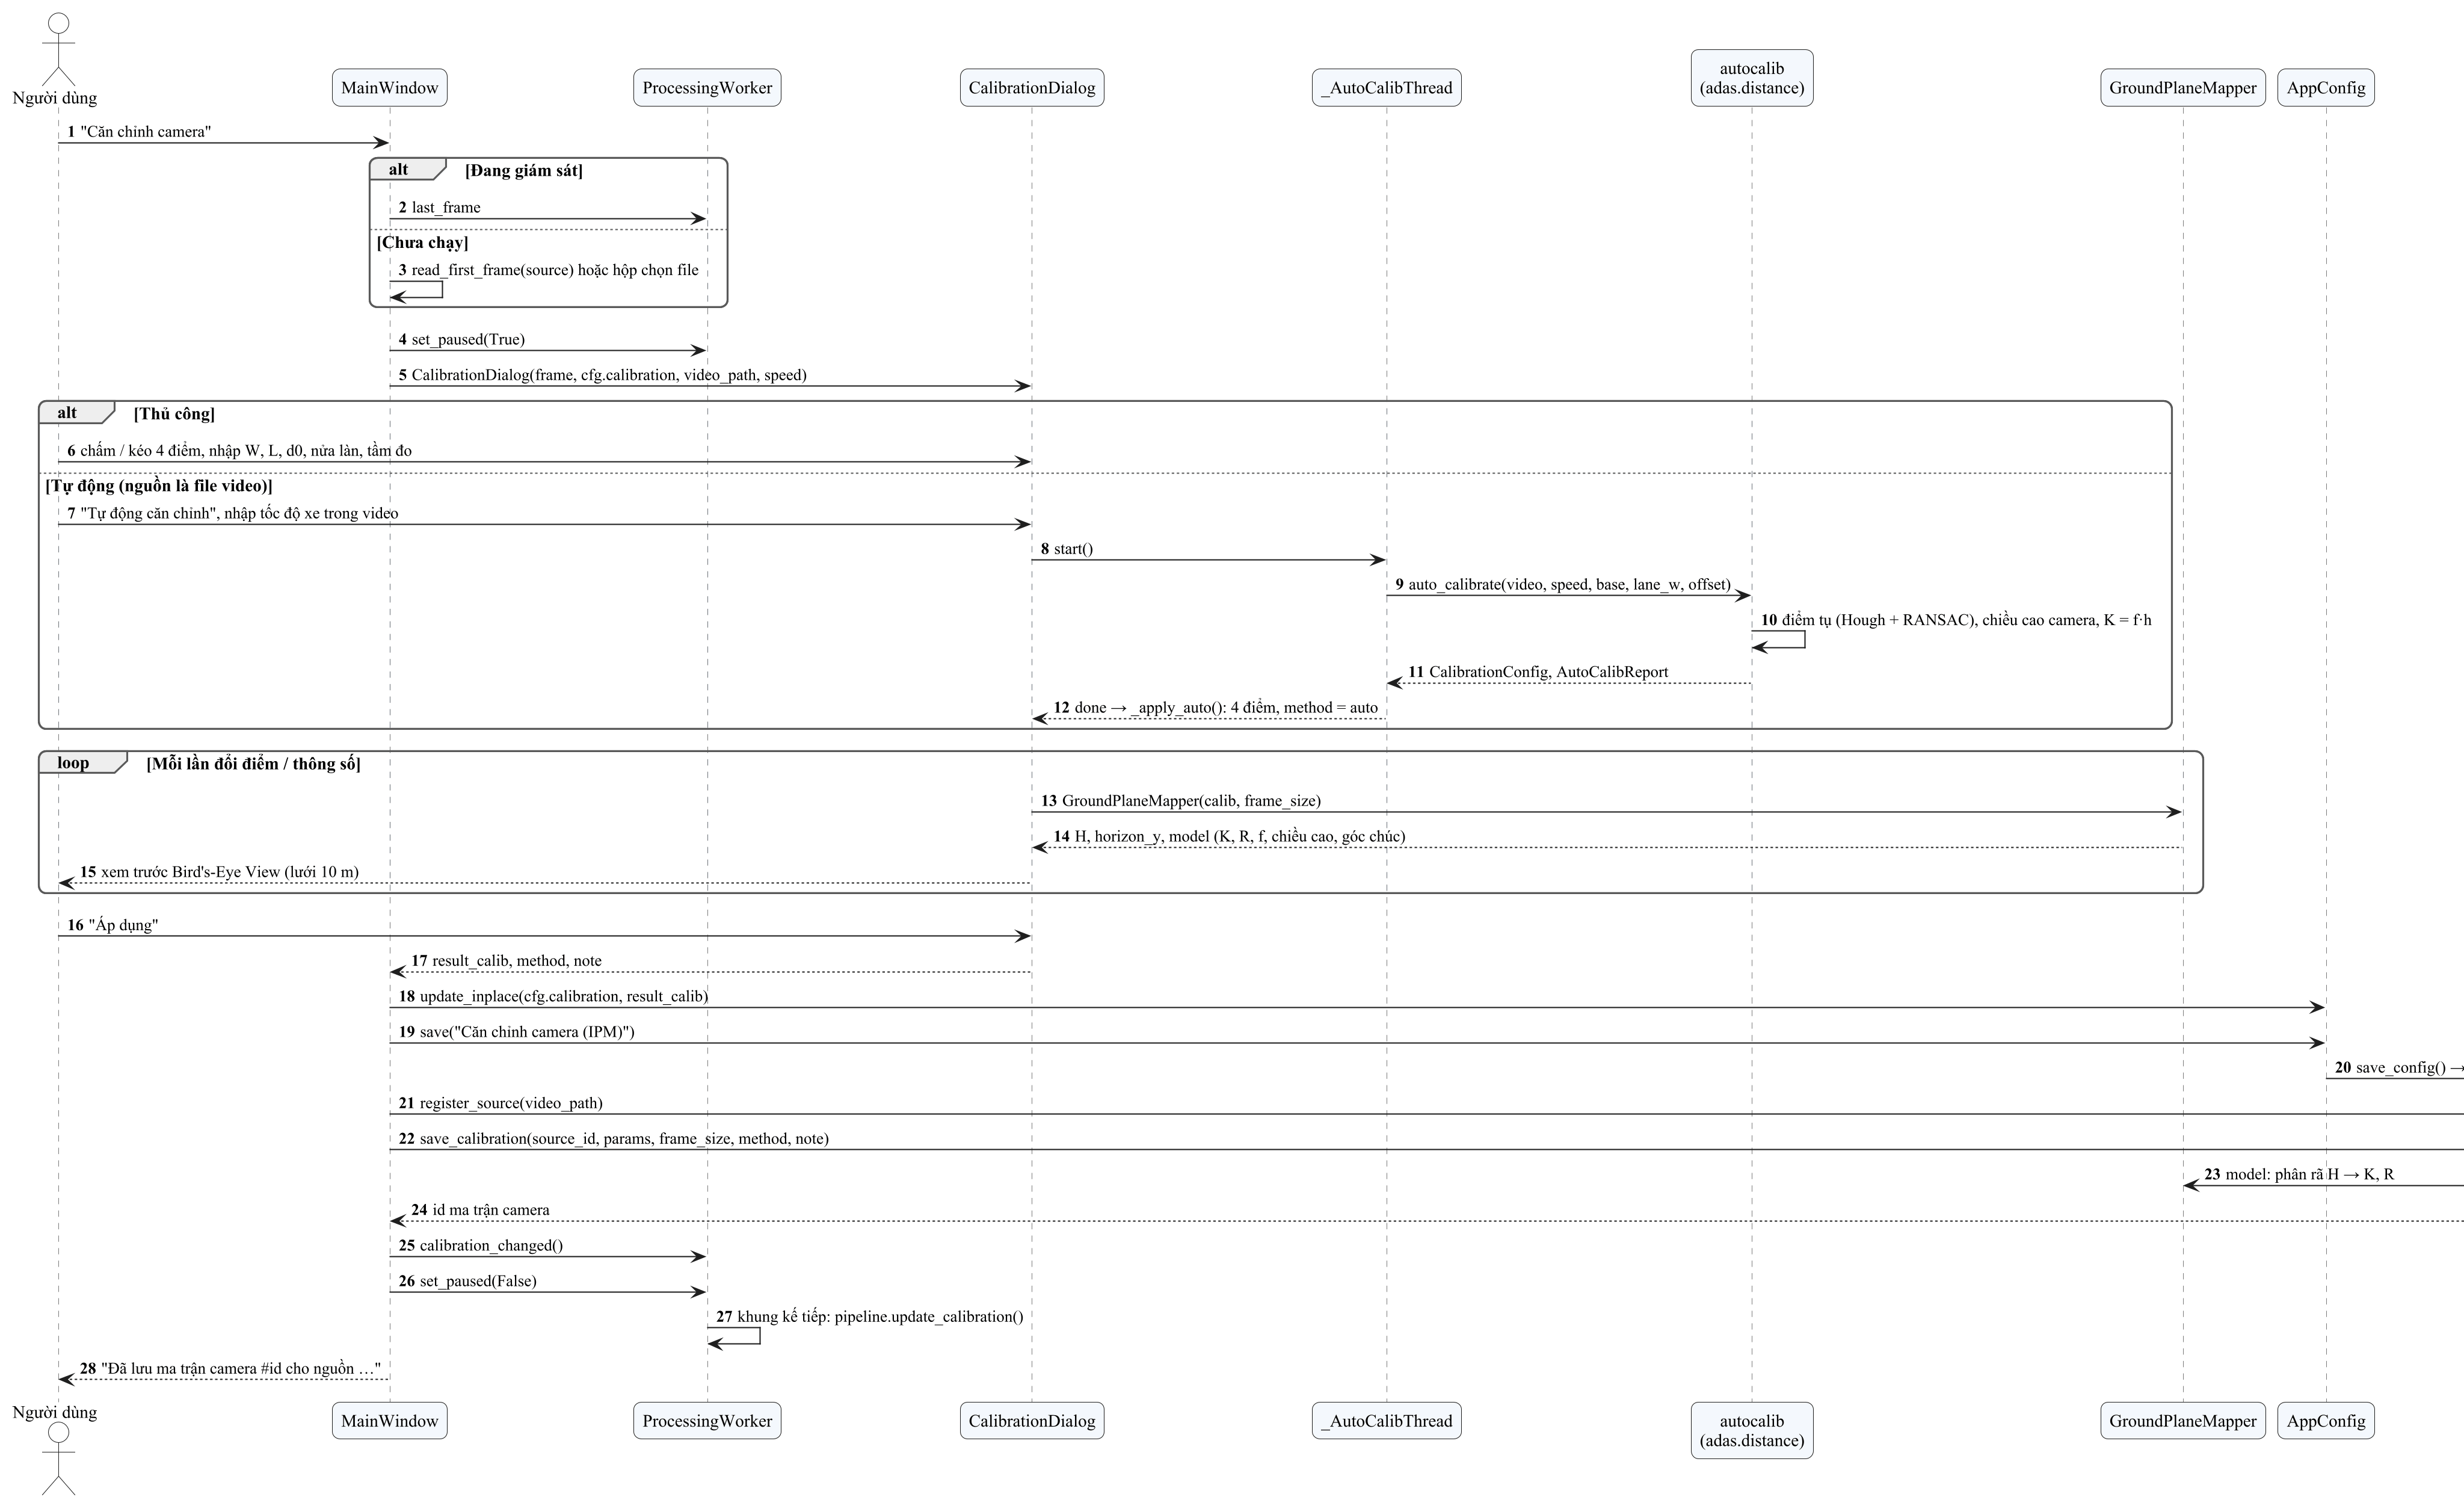 Người dùng
MainWindow
ProcessingWorker
CalibrationDialog
_AutoCalibThread
autocalib
(adas.distance)
GroundPlaneMapper
AppConfig
1 "Căn chỉnh camera"
alt [Đang giám sát]
2 last_frame
[Chưa chạy]
3 read_first_frame(source) hoặc hộp chọn file
4 set_paused(True)
5 CalibrationDialog(frame, cfg.calibration, video_path, speed)
alt [Thủ công]
6 chấm / kéo 4 điểm, nhập W, L, d0, nửa làn, tầm đo
[Tự động (nguồn là file video)]
7 "Tự động căn chỉnh", nhập tốc độ xe trong video
8 start()
9 auto_calibrate(video, speed, base, lane_w, offset)
10 điểm tụ (Hough + RANSAC), chiều cao camera, K = f·h
11 CalibrationConfig, AutoCalibReport
12 done → _apply_auto(): 4 điểm, method = auto
loop [Mỗi lần đổi điểm / thông số]
13 GroundPlaneMapper(calib, frame_size)
14 H, horizon_y, model (K, R, f, chiều cao, góc chúc)
15 xem trước Bird's-Eye View (lưới 10 m)
16 "Áp dụng"
17 result_calib, method, note
18 update_inplace(cfg.calibration, result_calib)
19 save("Căn chỉnh camera (IPM)")
20 save_config() →
21 register_source(video_path)
22 save_calibration(source_id, params, frame_size, method, note)
23 model: phân rã H → K, R
24 id ma trận camera
25 calibration_changed()
26 set_paused(False)
27 khung kế tiếp: pipeline.update_calibration()
28 "Đã lưu ma trận camera #id cho nguồn …"
Người dùng
MainWindow
ProcessingWorker
CalibrationDialog
_AutoCalibThread
autocalib
(adas.distance)
GroundPlaneMapper
AppConfig